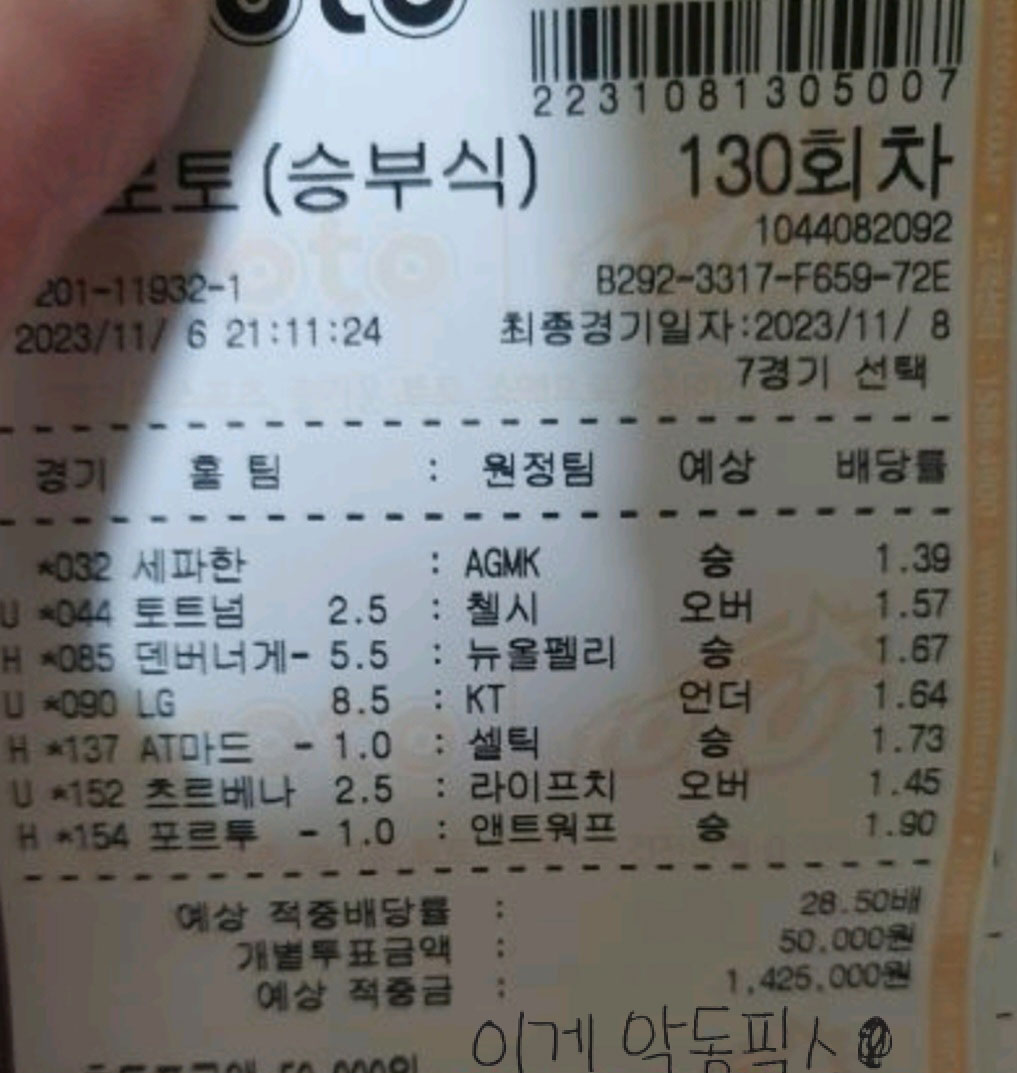 2231081305007
(승부식) 130회차
1044082092
201-11932-1 B292-3317-F659-72E
2023/11/ 6 21:11:24 최종경기일자:2023/11/ 8
7경기 선택
경기 홈 팀 : 원정팀 예상 배당률
*032 세파한 : AGMK 승 1.39
U *044 토트넘 2.5 : 첼시 오버 1.57
H *085 덴버너게- 5.5 : 뉴올펠리 승 1.67
U *090 LG 8.5 : KT 언더 1.64
H *137 AT마드 - 1.0 : 셀틱 승 1.73
U *152 츠르베나 2.5 : 라이프치 오버 1.45
H *154 포르투 - 1.0 : 앤트워프 승 1.90
예상 적중배당률 : 28.50배
개별투표금액 : 50,000원
예상 적중금 : 1,425,000원
이게 악동픽
50,000원